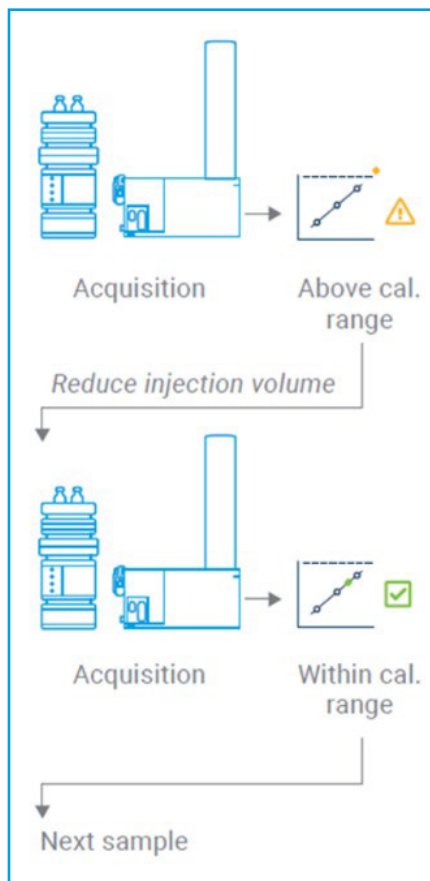 Acquisition
Above cal.
range
Reduce injection volume
Acquisition
Within cal.
range
Next sample